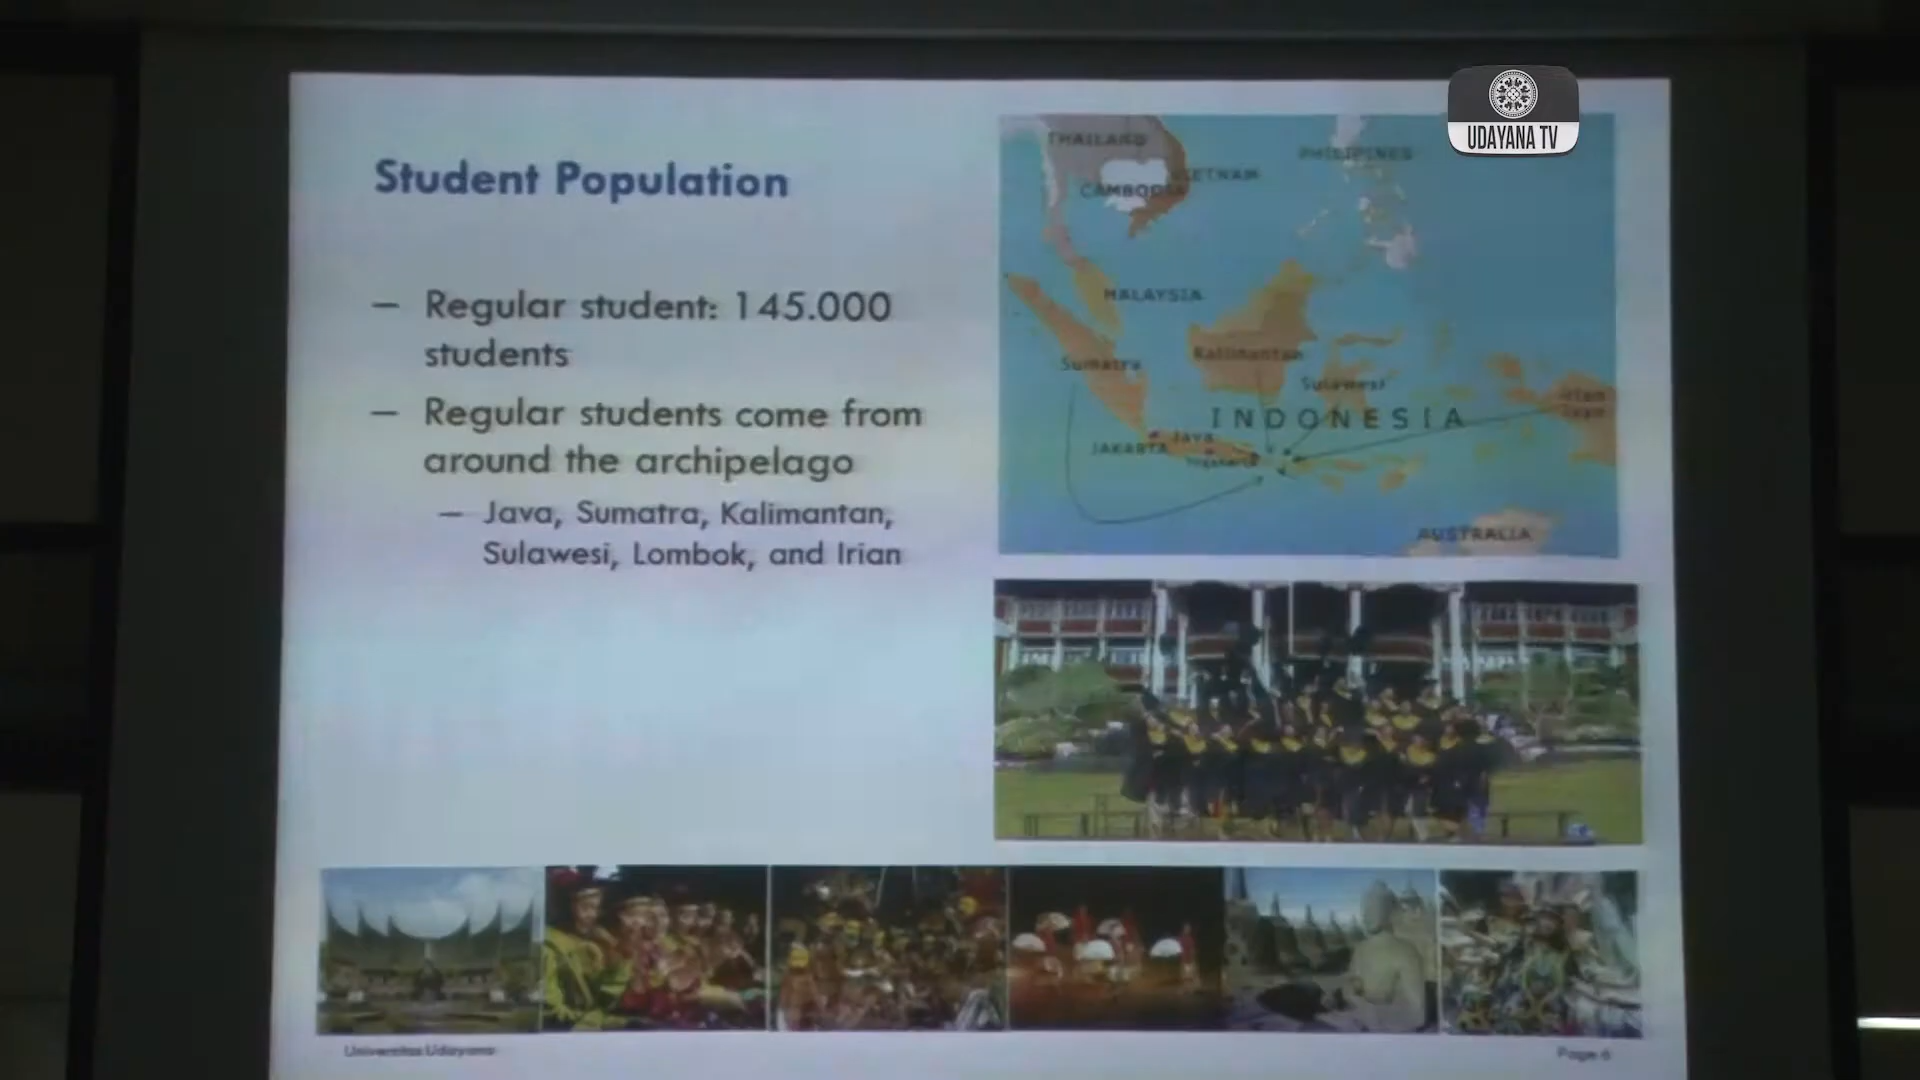 UDAYANA TV
Student Population
– Regular student: 145.000
students
– Regular students come from
around the archipelago
– Java, Sumatra, Kalimantan,
Sulawesi, Lombok, and Irian
THAILAND
PHILIPINES
VIETNAM
CAMBODIA
MALAYSIA
Sumatra
Kalimantan
Sulawesi
Irian
INDONESIA
Java
JAKARTA
AUSTRALIA
Universitas Udayana
Page 6